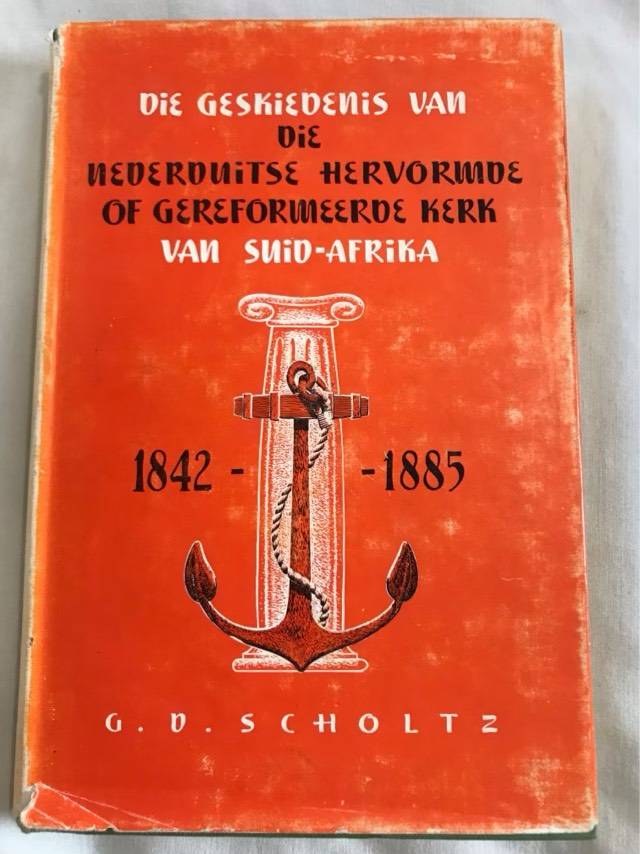 DIE GESKIEDENIS VAN
DIE
NEDERDUITSE HERVORMDE
OF GEREFORMEERDE KERK
VAN SUID-AFRIKA
1842 - - 1885
G. D. SCHOLTZ